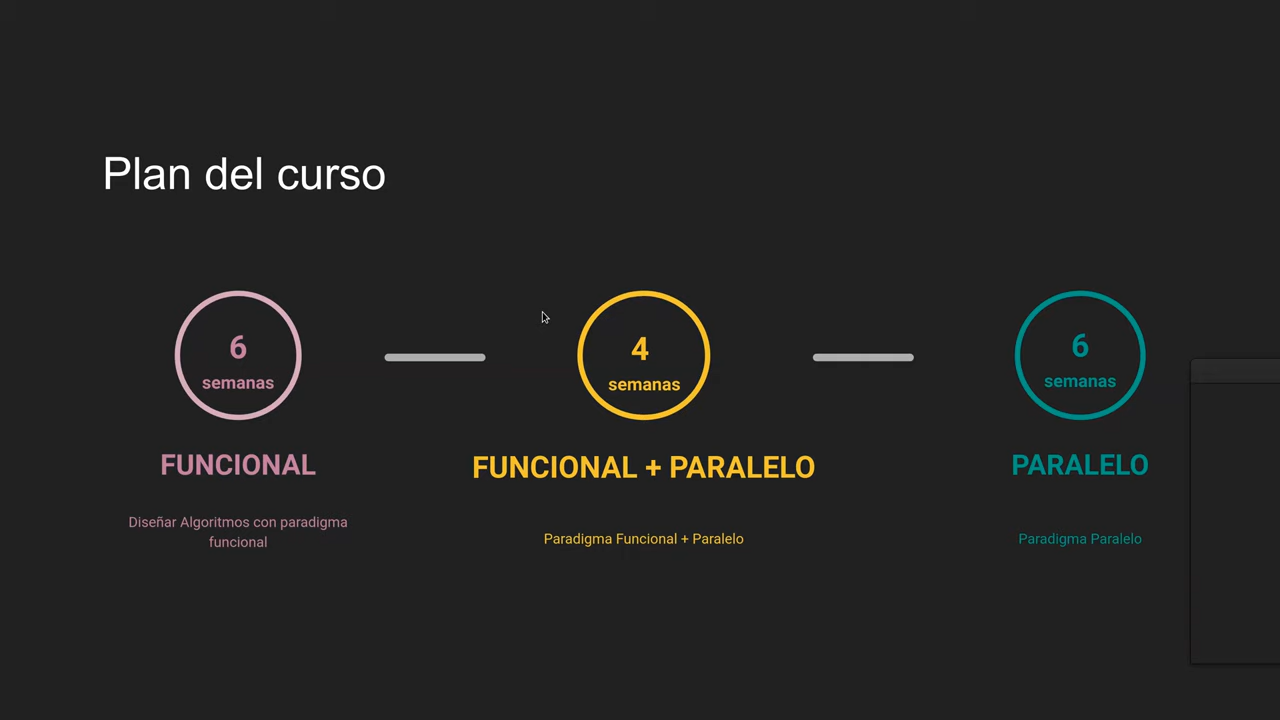 Plan del curso
6
semanas
4
semanas
6
semanas
FUNCIONAL
FUNCIONAL + PARALELO
PARALELO
Diseñar Algoritmos con paradigma
funcional
Paradigma Funcional + Paralelo
Paradigma Paralelo